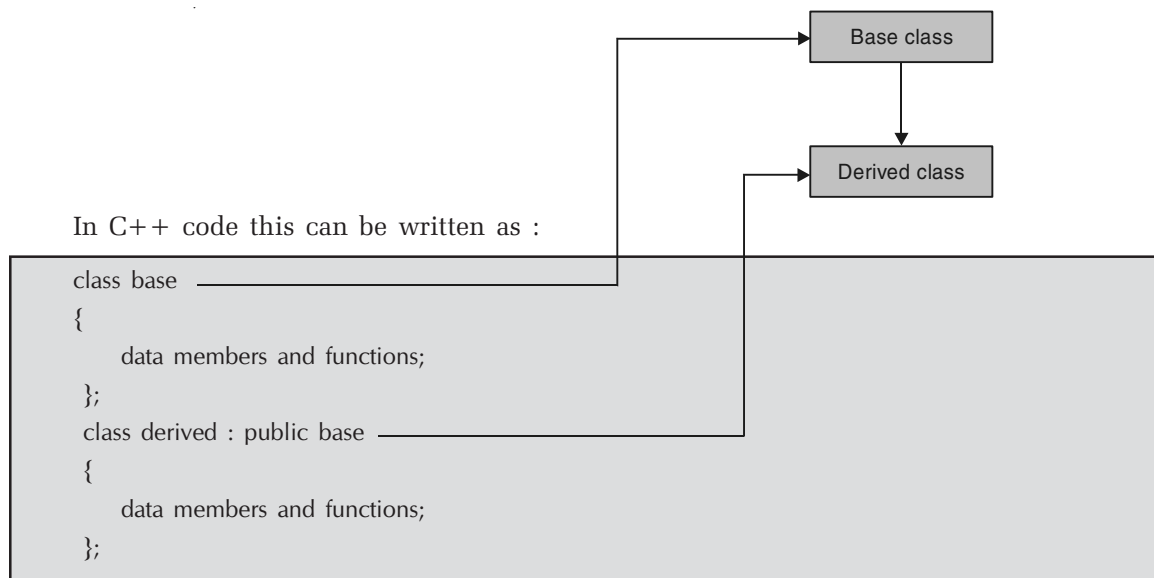 Base class
Derived class
In C++ code this can be written as :
class base
{
data members and functions;
};
class derived : public base
{
data members and functions;
};